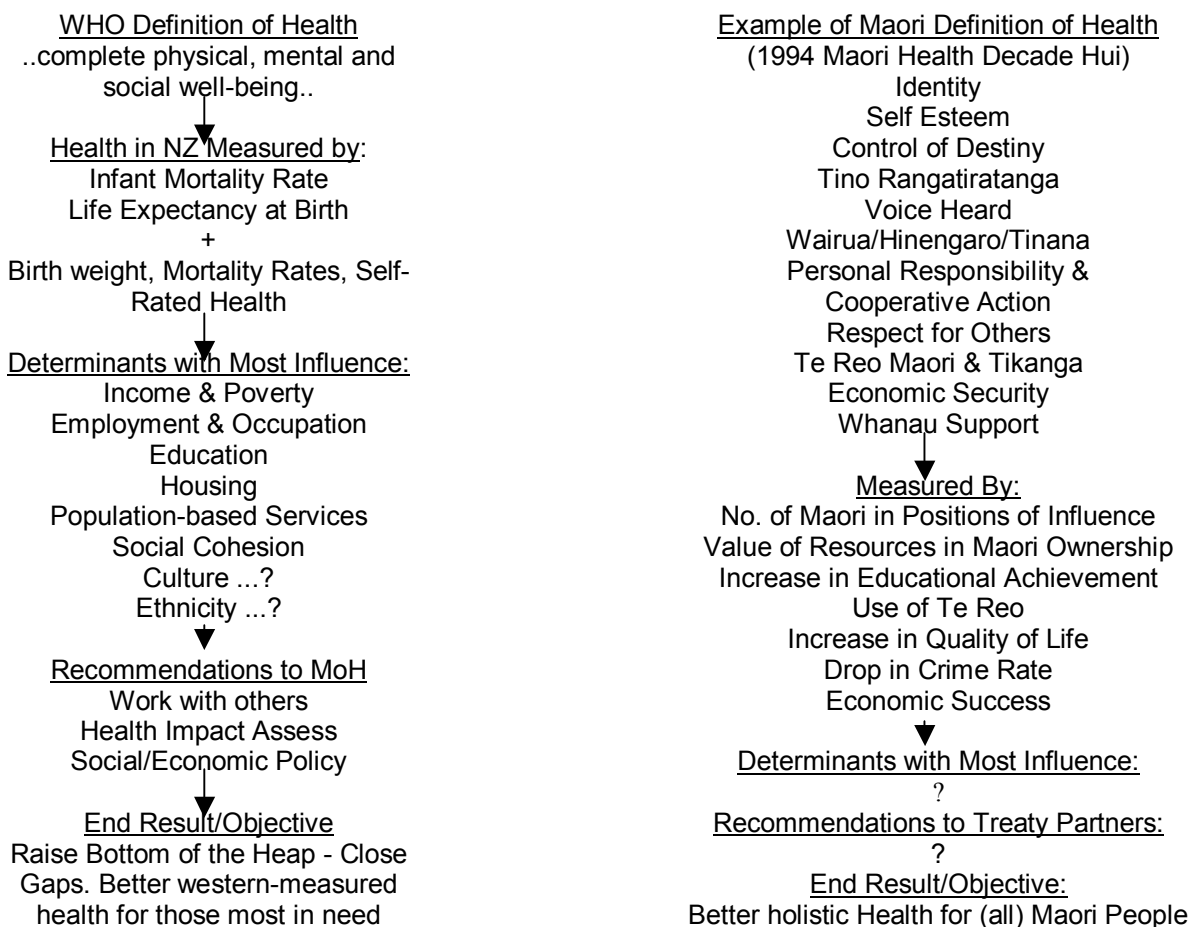 WHO Definition of Health
..complete physical, mental and
social well-being..
Health in NZ Measured by:
Infant Mortality Rate
Life Expectancy at Birth
+
Birth weight, Mortality Rates, Self-
Rated Health
Determinants with Most Influence:
Income & Poverty
Employment & Occupation
Education
Housing
Population-based Services
Social Cohesion
Culture ...?
Ethnicity ...?
Recommendations to MoH
Work with others
Health Impact Assess
Social/Economic Policy
End Result/Objective
Raise Bottom of the Heap - Close
Gaps. Better western-measured
health for those most in need
Example of Maori Definition of Health
(1994 Maori Health Decade Hui)
Identity
Self Esteem
Control of Destiny
Tino Rangatiratanga
Voice Heard
Wairua/Hinengaro/Tinana
Personal Responsibility &
Cooperative Action
Respect for Others
Te Reo Maori & Tikanga
Economic Security
Whanau Support
Measured By:
No. of Maori in Positions of Influence
Value of Resources in Maori Ownership
Increase in Educational Achievement
Use of Te Reo
Increase in Quality of Life
Drop in Crime Rate
Economic Success
Determinants with Most Influence:
?
Recommendations to Treaty Partners:
?
End Result/Objective:
Better holistic Health for (all) Maori People